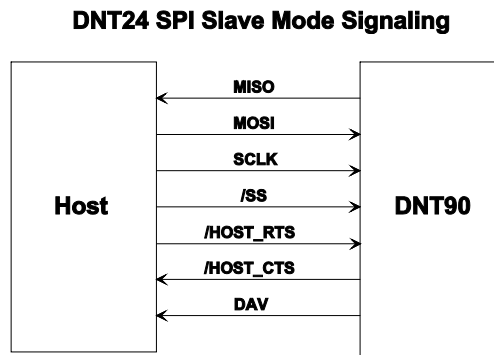 DNT24 SPI Slave Mode Signaling
MISO
MOSI
SCLK
/SS
Host
DNT90
/HOST_RTS
/HOST_CTS
DAV